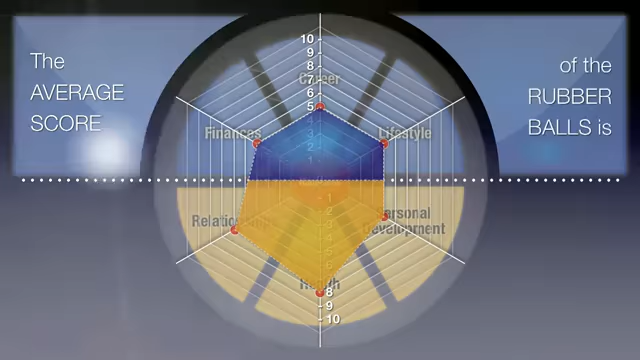 The
AVERAGE
SCORE
of the
RUBBER
BALLS is
10
9
8
7
6
5
Career
Finances
Lifestyle
4
3
2
1
1
2
3
4
5
6
7
8
9
10
Relationships
Personal
Development
Health